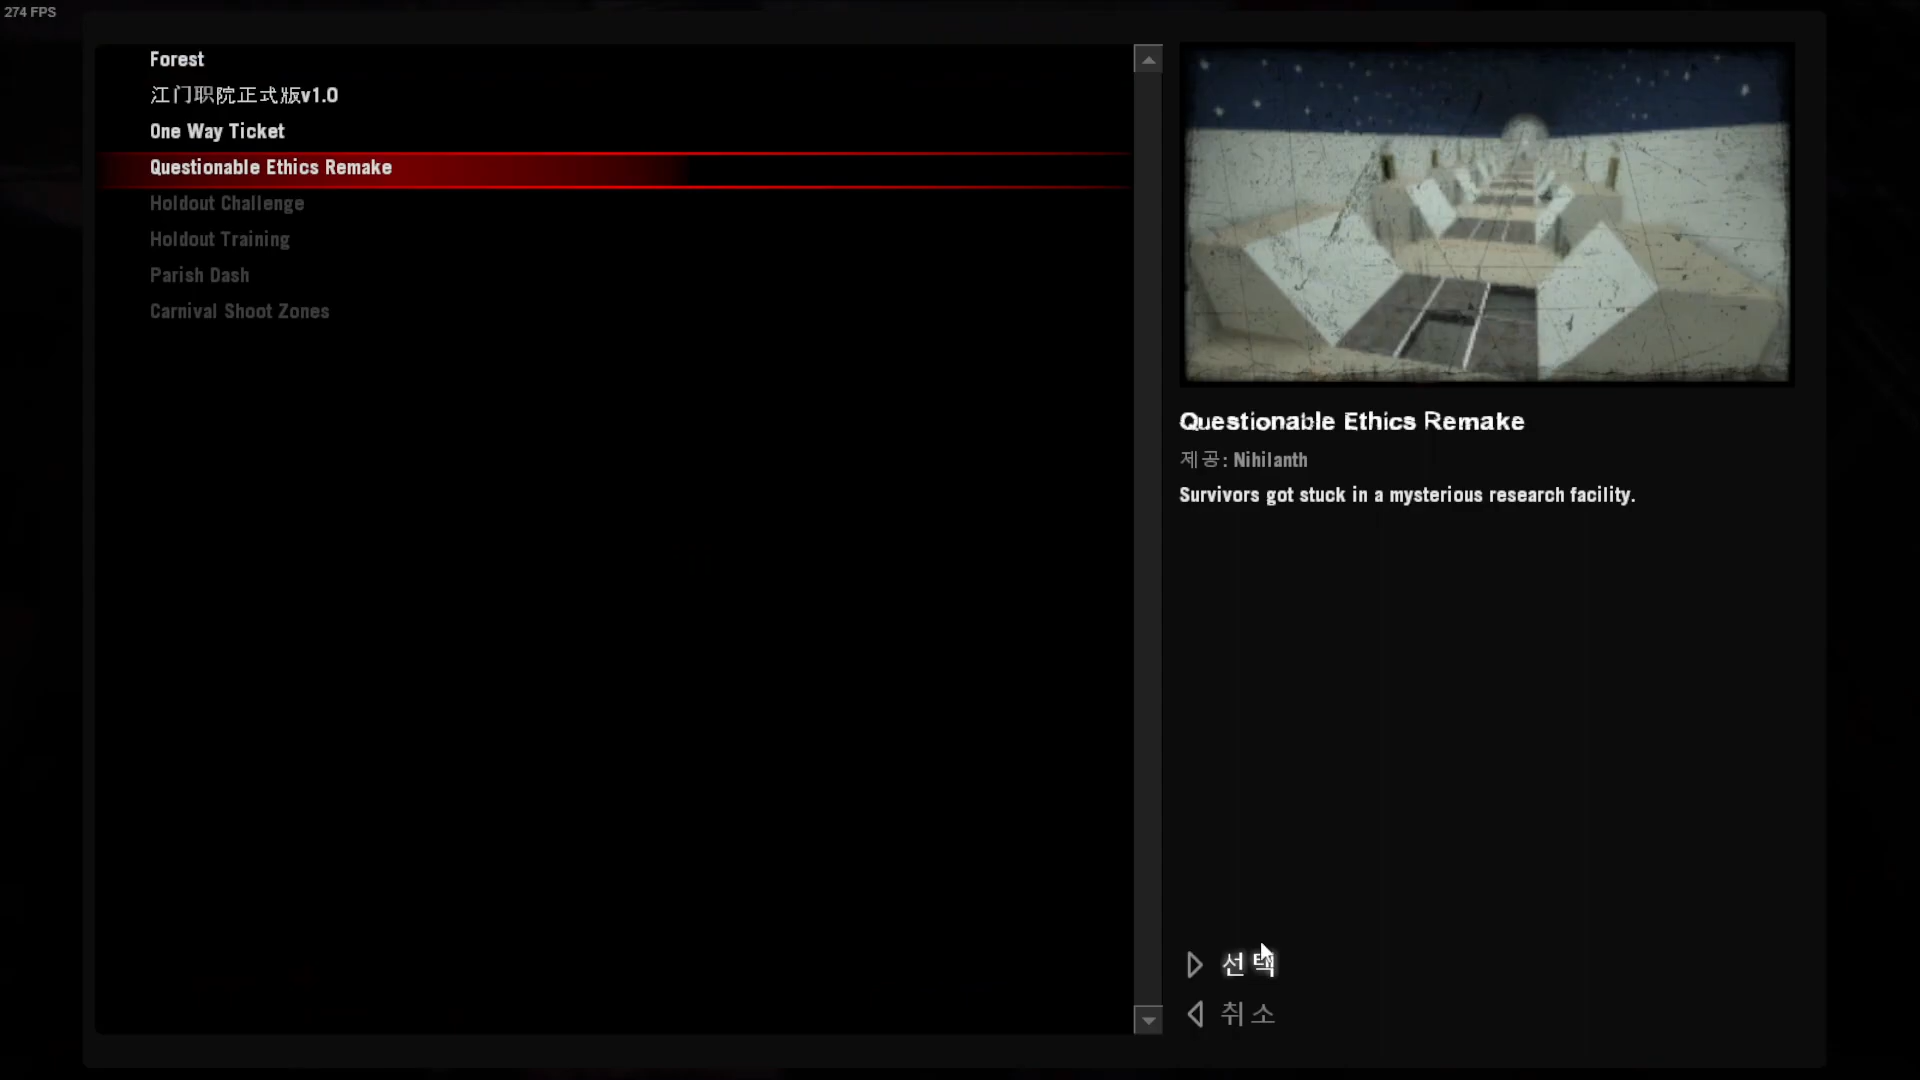 274 FPS
Forest
江门职院正式版v1.0
One Way Ticket
Questionable Ethics Remake
Holdout Challenge
Holdout Training
Parish Dash
Carnival Shoot Zones
Questionable Ethics Remake
제공: Nihilanth
Survivors got stuck in a mysterious research facility.
선택
취소